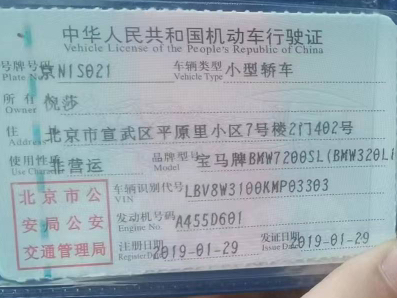 中华人民共和国机动车行驶证
Vehicle License of the People's Republic of China
号牌号码 京N1S021 车辆类型 小型轿车
Plate No. Vehicle Type
所有人 倪莎
Owner
住址 北京市宣武区平原里小区7号楼2门402号
Address
使用性质 非营运 品牌型号 宝马牌BMW7200SL(BMW320Li
Use Character Model
北京市公 车辆识别代号 LBV8W3100KMP03303
VIN
安局公安 发动机号码 A455D601
Engine No.
交通管理局 注册日期 2019-01-29 发证日期 2019-01-29
Register Date Issue Date